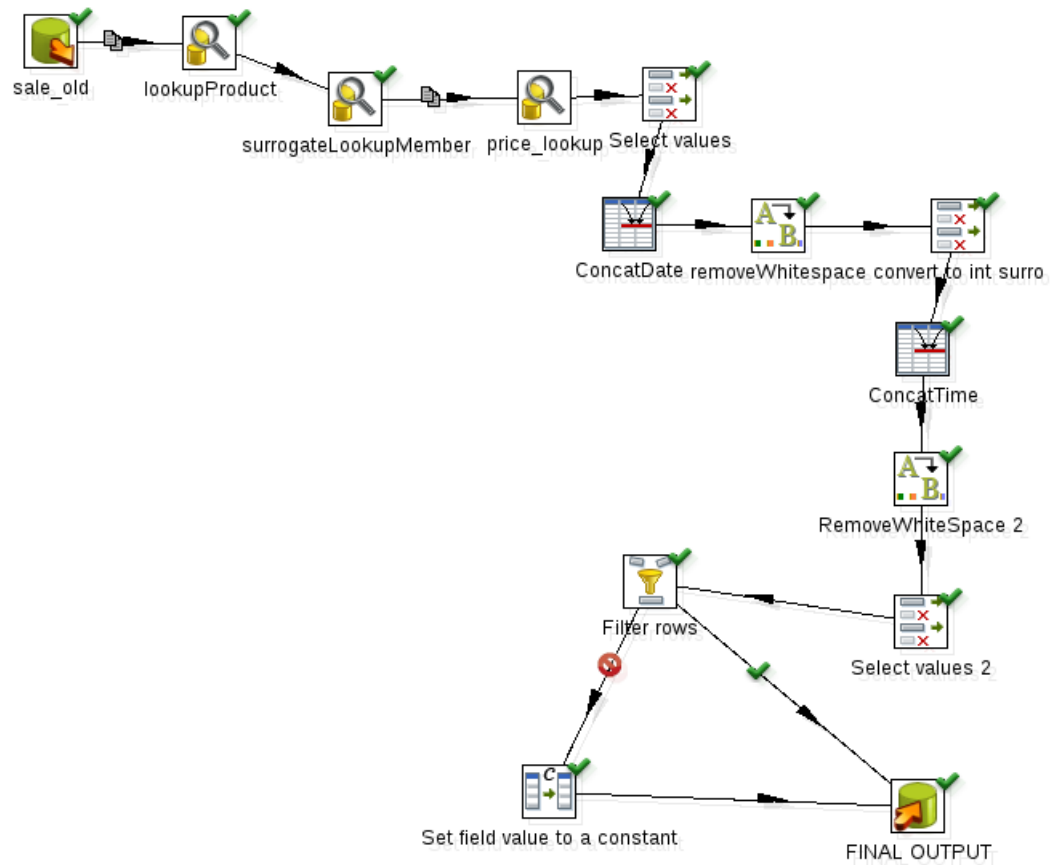 sale_old
lookupProduct
surrogateLookupMember
price_lookup
Select values
ConcatDate
removeWhitespace
convert to int surro
ConcatTime
A
B
RemoveWhiteSpace 2
Filter rows
Select values 2
C
Set field value to a constant
FINAL OUTPUT